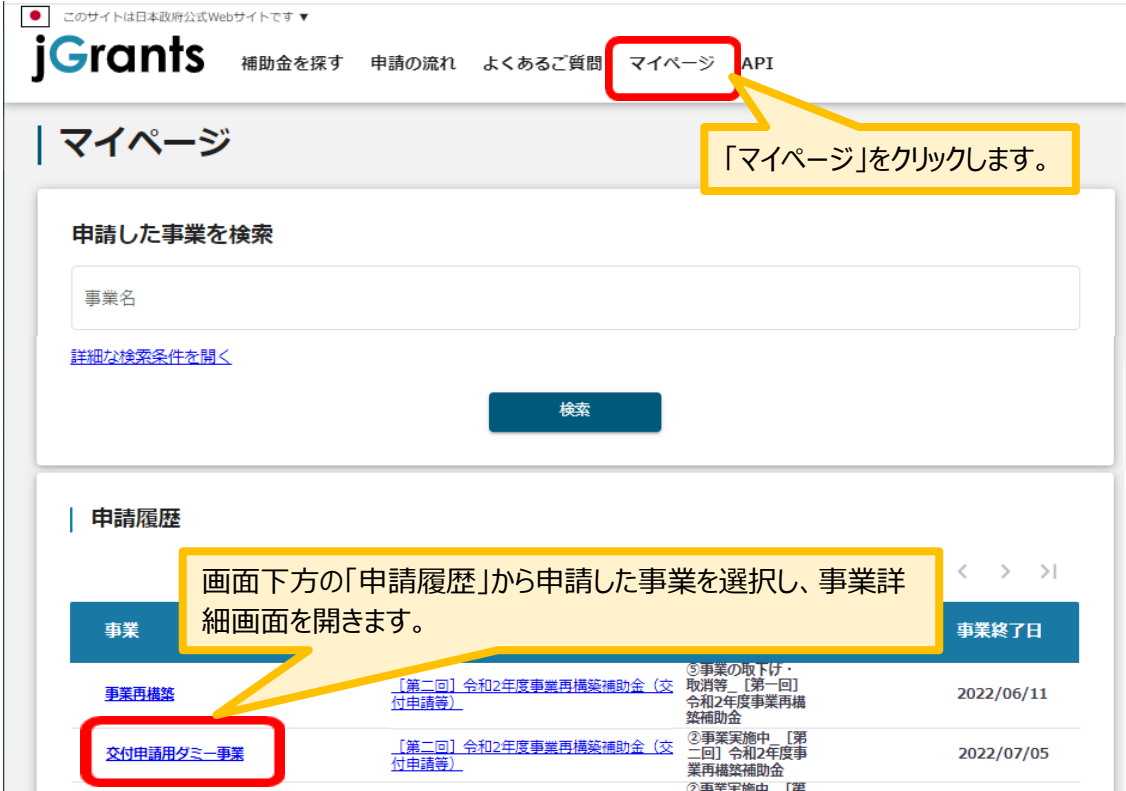 このサイトは日本政府公式Webサイトです ▼
jGrants 補助金を探す 申請の流れ よくあるご質問 マイページ API
マイページ
「マイページ」をクリックします。
申請した事業を検索
事業名
詳細な検索条件を開く
検索
申請履歴
画面下方の「申請履歴」から申請した事業を選択し、事業詳
細画面を開きます。
事業 事業終了日
事業再構築
［第二回］令和2年度事業再構築補助金（交
付申請等）
⑤事業の取下げ・
取消等_［第一回］
令和2年度事業再構
築補助金
2022/06/11
交付申請用ダミー事業
［第二回］令和2年度事業再構築補助金（交
付申請等）
②事業実施中_［第
二回］令和2年度事
業再構築補助金
2022/07/05
②事業実施中_［第